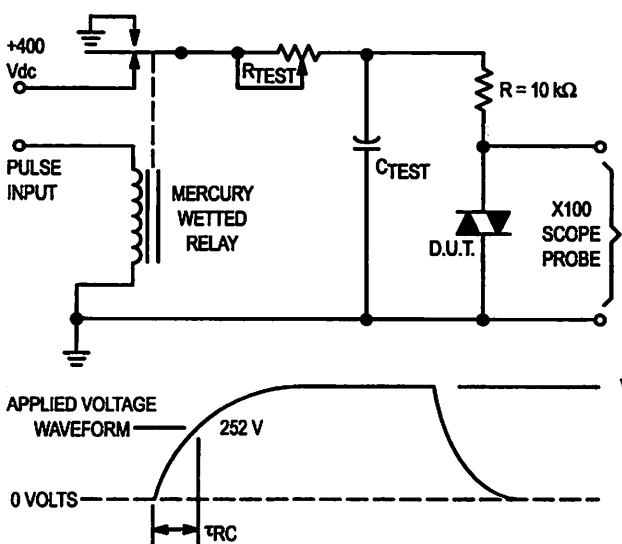 +400
Vdc
RTEST
R = 10 kΩ
PULSE
INPUT
MERCURY
WETTED
RELAY
CTEST
D.U.T.
X100
SCOPE
PROBE
APPLIED VOLTAGE
WAVEFORM
252 V
0 VOLTS
τRC